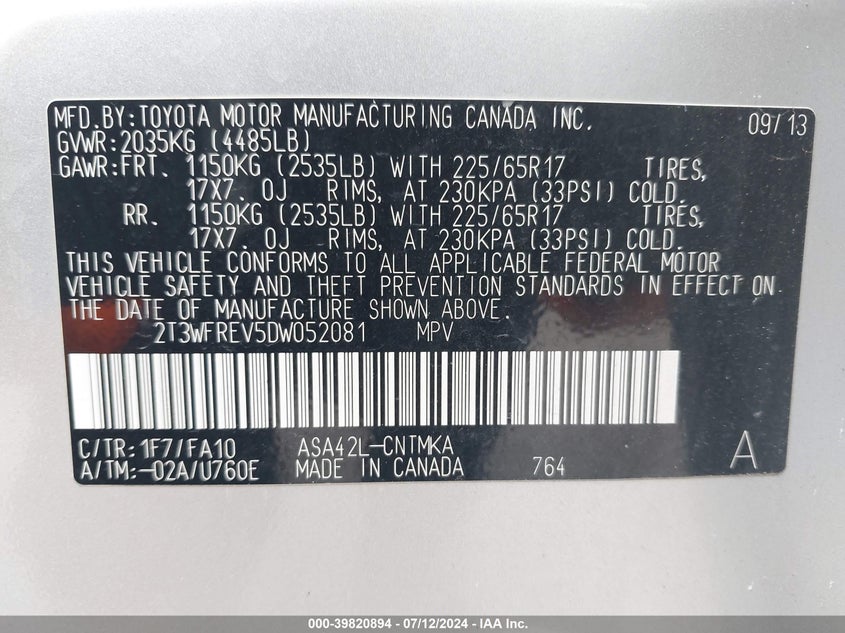 MFD.BY:TOYOTA MOTOR MANUFACTURING CANADA INC. 09/13
GVWR:2035KG (4485LB)
GAWR:FRT. 1150KG (2535LB) WITH 225/65R17 TIRES,
17X7. 0J RIMS, AT 230KPA (33PSI) COLD.
RR. 1150KG (2535LB) WITH 225/65R17 TIRES,
17X7. 0J RIMS, AT 230KPA (33PSI) COLD.
THIS VEHICLE CONFORMS TO ALL APPLICABLE FEDERAL MOTOR
VEHICLE SAFETY AND THEFT PREVENTION STANDARDS IN EFFECT ON
THE DATE OF MANUFACTURE SHOWN ABOVE.
2T3WFREV5DW052081 MPV
C/TR:1F7/FA10 ASA42L-CNTMKA
A/TM:-02A/U760E MADE IN CANADA 764 A
000-39820894 - 07/12/2024 - IAA Inc.